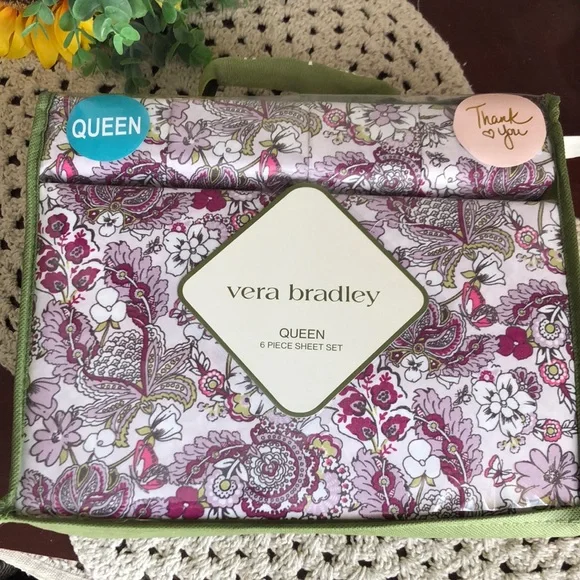 QUEEN
Thank
you
vera bradley
QUEEN
6 PIECE SHEET SET